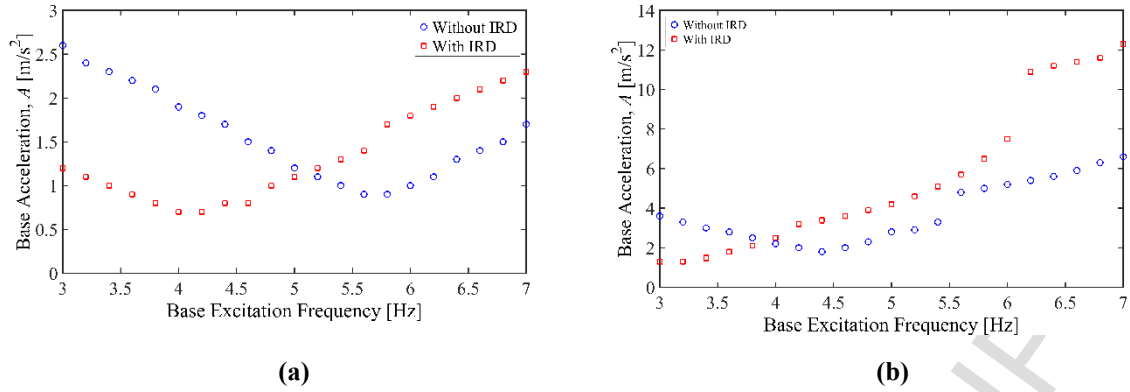 3
2.5
2
1.5
1
0.5
0
3 3.5 4 4.5 5 5.5 6 6.5 7
Base Acceleration, A [m/s²]
Base Excitation Frequency [Hz]
Without IRD
With IRD
(a)
14
12
10
8
6
4
2
0
3 3.5 4 4.5 5 5.5 6 6.5 7
Base Acceleration, A [m/s²]
Base Excitation Frequency [Hz]
Without IRD
With IRD
(b)